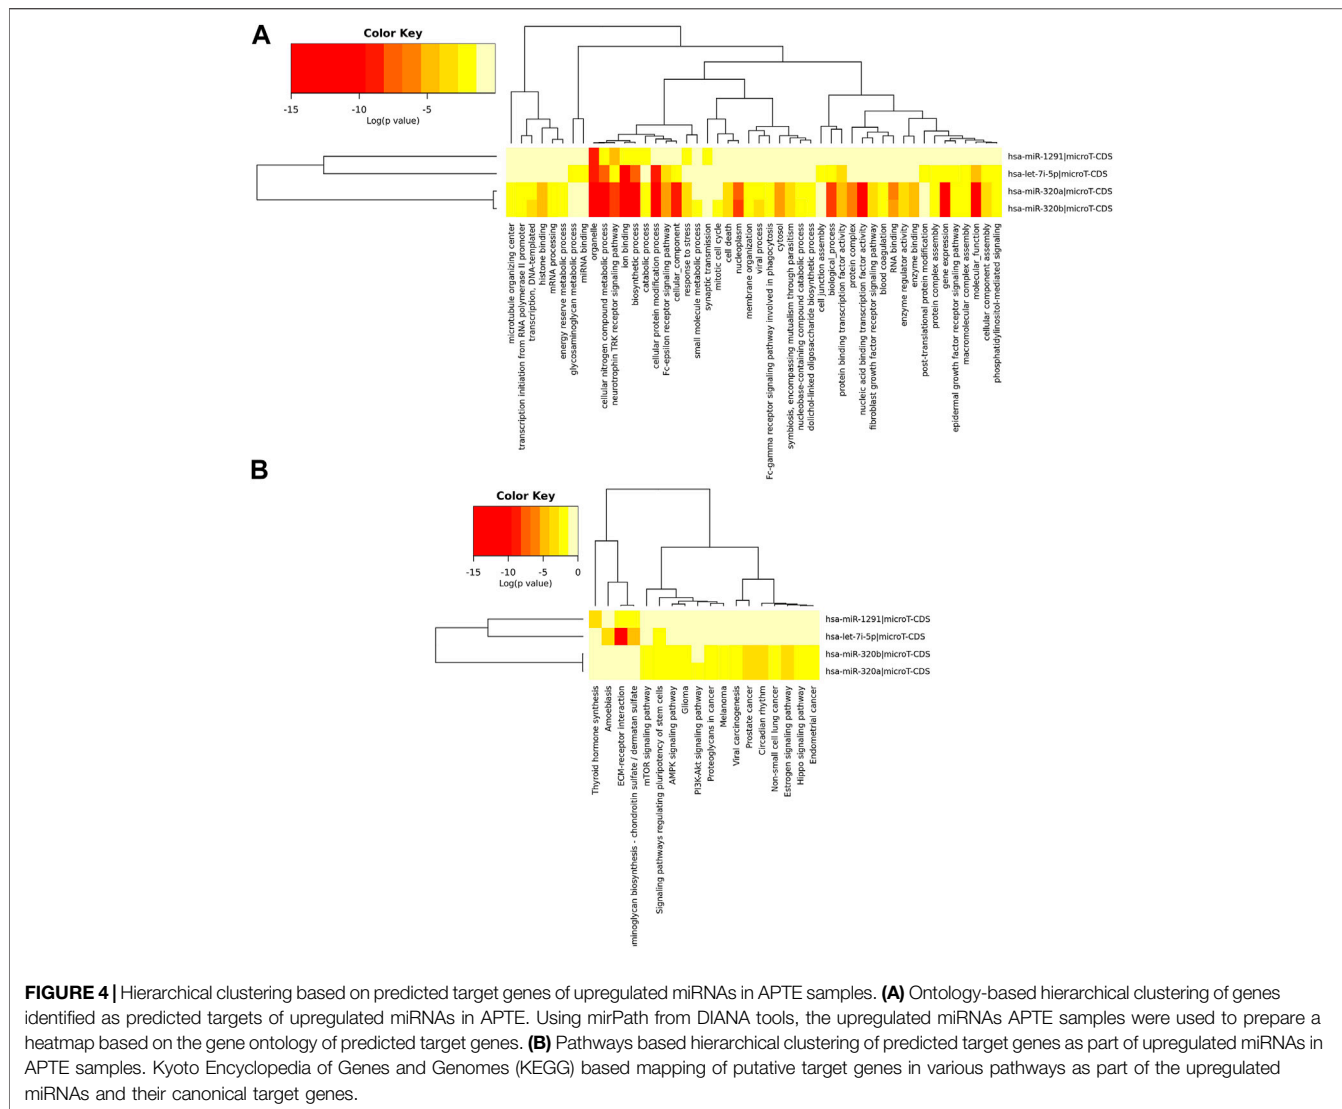 A
Color Key
-15
-10
-5
Log(p value)
hsa-miR-1291|microT-CDS
hsa-let-7i-5p|microT-CDS
hsa-miR-320a|microT-CDS
hsa-miR-320b|microT-CDS
microtubule organizing center
transcription initiation from RNA polymerase II promoter
transcription, DNA-templated
histone binding
mRNA processing
energy reserve metabolic process
glycosaminoglycan metabolic process
miRNA binding
organelle
cellular nitrogen compound metabolic process
neurotrophin TRK receptor signaling pathway
ion binding
biosynthetic process
catabolic process
cellular protein modification process
Fc-epsilon receptor signaling pathway
cellular_component
response to stress
small molecule metabolic process
synaptic transmission
mitotic cell cycle
cell death
nucleoplasm
membrane organization
viral process
Fc-gamma receptor signaling pathway involved in phagocytosis
cytosol
symbiosis, encompassing mutualism through parasitism
nucleobase-containing compound catabolic process
dolichol-linked oligosaccharide biosynthetic process
cell junction assembly
biological_process
protein binding transcription factor activity
protein complex
nucleic acid binding transcription factor activity
fibroblast growth factor receptor signaling pathway
blood coagulation
RNA binding
enzyme regulator activity
enzyme binding
post-translational protein modification
protein complex assembly
gene expression
epidermal growth factor receptor signaling pathway
macromolecular complex assembly
molecular_function
cellular component assembly
phosphatidylinositol-mediated signaling
B
Color Key
-15
-10
-5
0
Log(p value)
hsa-miR-1291|microT-CDS
hsa-let-7i-5p|microT-CDS
hsa-miR-320b|microT-CDS
hsa-miR-320a|microT-CDS
Thyroid hormone synthesis
Amoebiasis
ECM-receptor interaction
minoglycan biosynthesis - chondroitin sulfate / dermatan sulfate
mTOR signaling pathway
Signaling pathways regulating pluripotency of stem cells
AMPK signaling pathway
Glioma
PI3K-Akt signaling pathway
Proteoglycans in cancer
Melanoma
Viral carcinogenesis
Prostate cancer
Circadian rhythm
Non-small cell lung cancer
Estrogen signaling pathway
Hippo signaling pathway
Endometrial cancer
FIGURE 4 | Hierarchical clustering based on predicted target genes of upregulated miRNAs in APTE samples. (A) Ontology-based hierarchical clustering of genes
identified as predicted targets of upregulated miRNAs in APTE. Using mirPath from DIANA tools, the upregulated miRNAs APTE samples were used to prepare a
heatmap based on the gene ontology of predicted target genes. (B) Pathways based hierarchical clustering of predicted target genes as part of upregulated miRNAs in
APTE samples. Kyoto Encyclopedia of Genes and Genomes (KEGG) based mapping of putative target genes in various pathways as part of the upregulated
miRNAs and their canonical target genes.